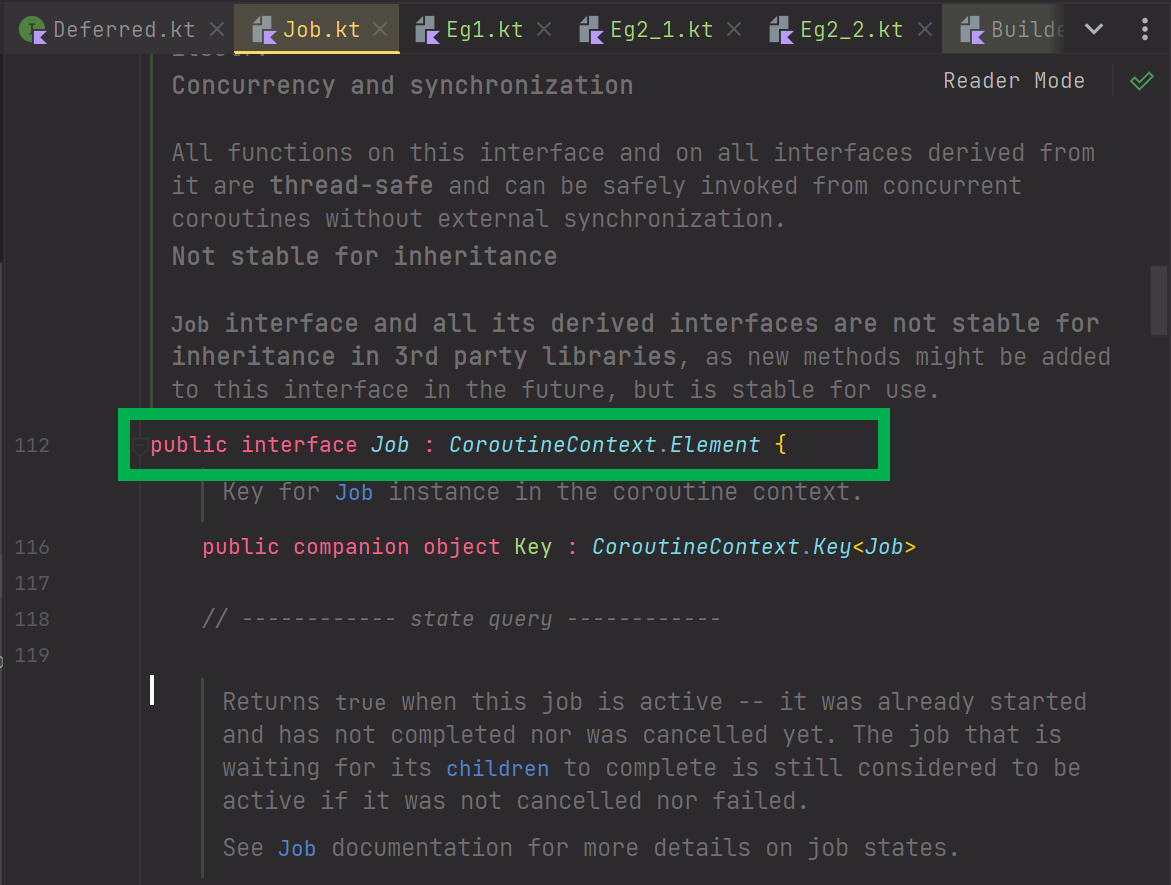 Deferred.kt Job.kt Eg1.kt Eg2_1.kt Eg2_2.kt Builde
Concurrency and synchronization
Reader Mode
All functions on this interface and on all interfaces derived from
it are thread-safe and can be safely invoked from concurrent
coroutines without external synchronization.
Not stable for inheritance
Job interface and all its derived interfaces are not stable for
inheritance in 3rd party libraries, as new methods might be added
to this interface in the future, but is stable for use.
112 public interface Job : CoroutineContext.Element {
Key for Job instance in the coroutine context.
116 public companion object Key : CoroutineContext.Key<Job>
117
118 // ------------ state query ------------
119
Returns true when this job is active -- it was already started
and has not completed nor was cancelled yet. The job that is
waiting for its children to complete is still considered to be
active if it was not cancelled nor failed.
See Job documentation for more details on job states.